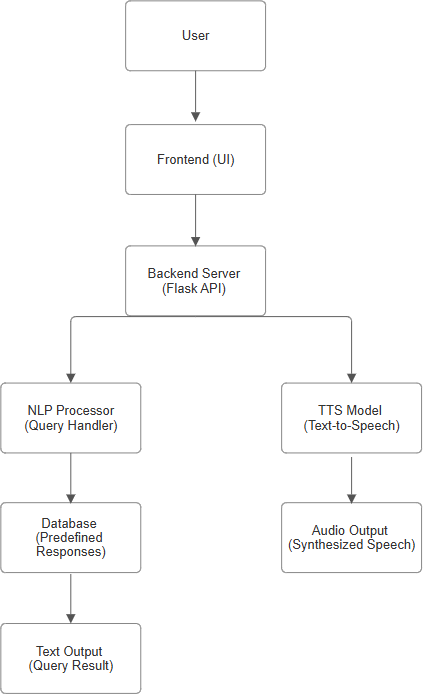 User
Frontend (UI)
Backend Server
(Flask API)
NLP Processor
(Query Handler)
TTS Model
(Text-to-Speech)
Database
(Predefined
Responses)
Audio Output
(Synthesized Speech)
Text Output
(Query Result)